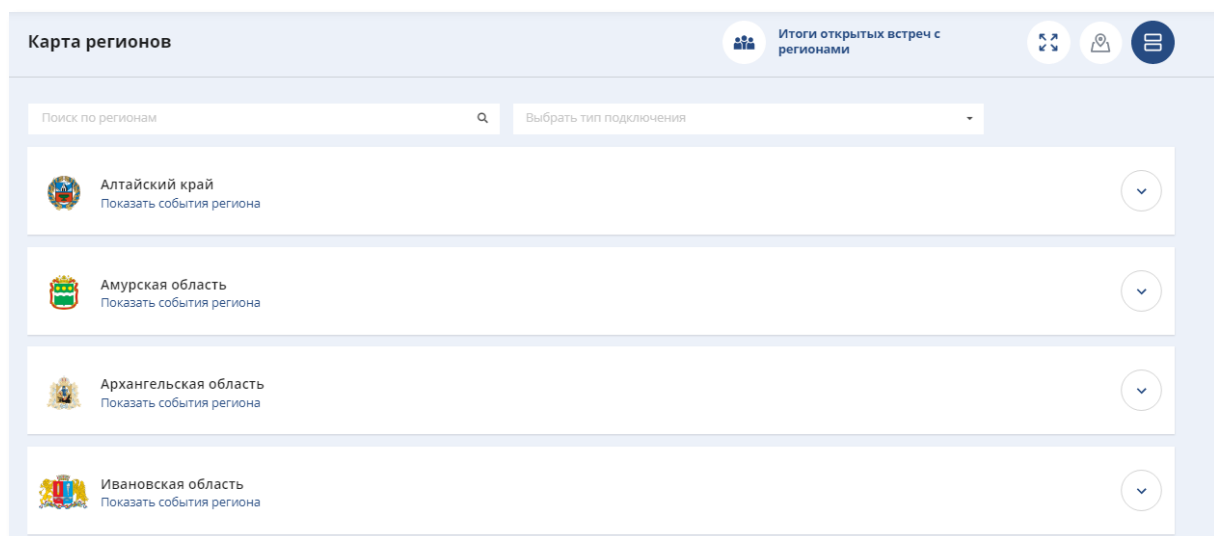 Карта регионов
Итоги открытых встреч с
регионами
Поиск по регионам
Выбрать тип подключения
Алтайский край
Показать события региона
Амурская область
Показать события региона
Архангельская область
Показать события региона
Ивановская область
Показать события региона